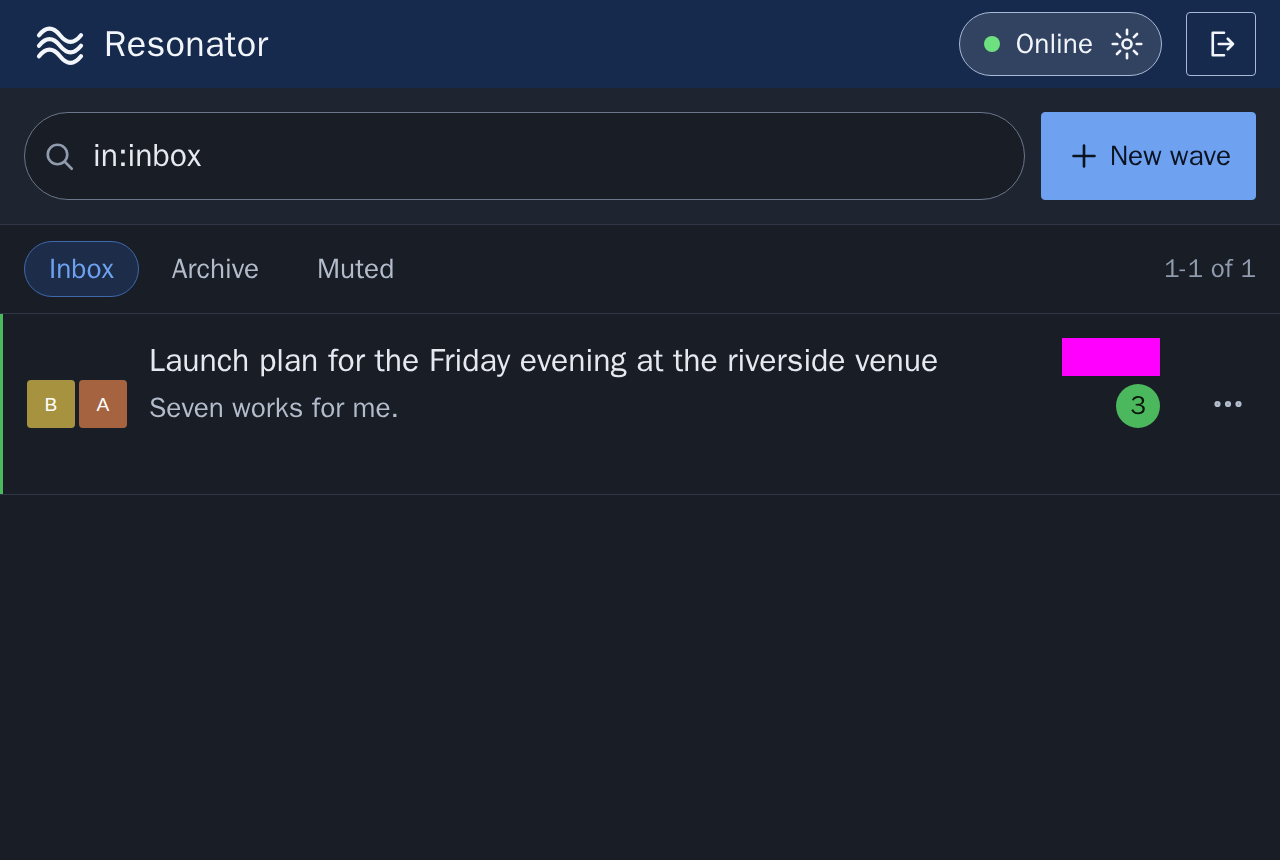 Resonator
Online
in:inbox
New wave
Inbox
Archive
Muted
1-1 of 1
Launch plan for the Friday evening at the riverside venue
B
A
Seven works for me.
3